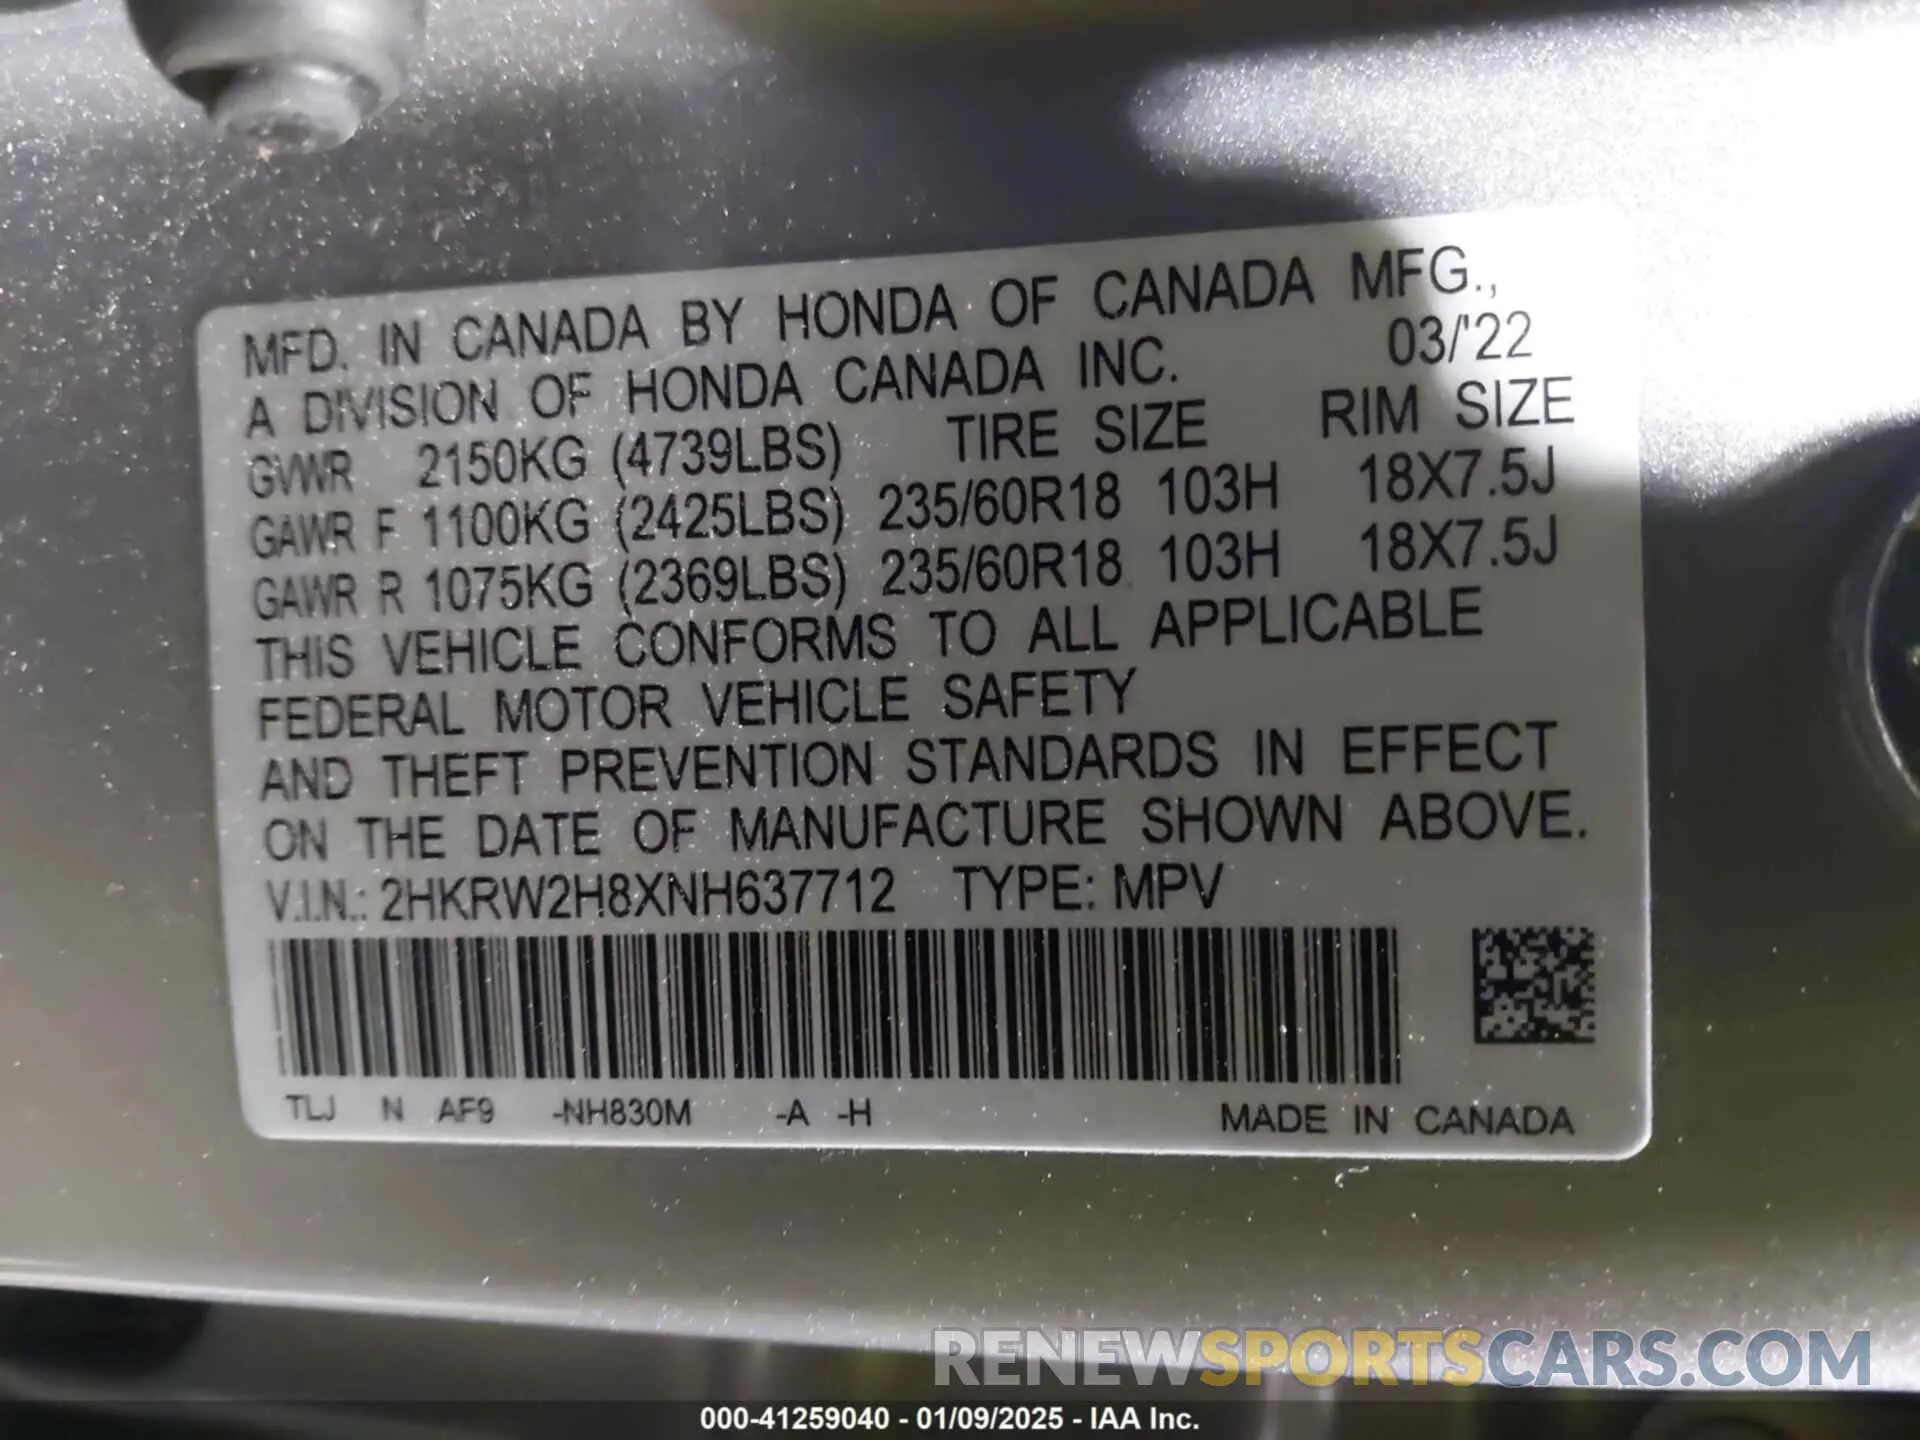 MFD. IN CANADA BY HONDA OF CANADA MFG.,
A DIVISION OF HONDA CANADA INC. 03/'22
GVWR 2150KG (4739LBS) TIRE SIZE RIM SIZE
GAWR F 1100KG (2425LBS) 235/60R18 103H 18X7.5J
GAWR R 1075KG (2369LBS) 235/60R18 103H 18X7.5J
THIS VEHICLE CONFORMS TO ALL APPLICABLE
FEDERAL MOTOR VEHICLE SAFETY
AND THEFT PREVENTION STANDARDS IN EFFECT
ON THE DATE OF MANUFACTURE SHOWN ABOVE.
V.I.N.: 2HKRW2H8XNH637712 TYPE: MPV
TLJ N AF9 -NH830M -A -H MADE IN CANADA
RENEWSPORTSCARS.COM
000-41259040 - 01/09/2025 - IAA Inc.